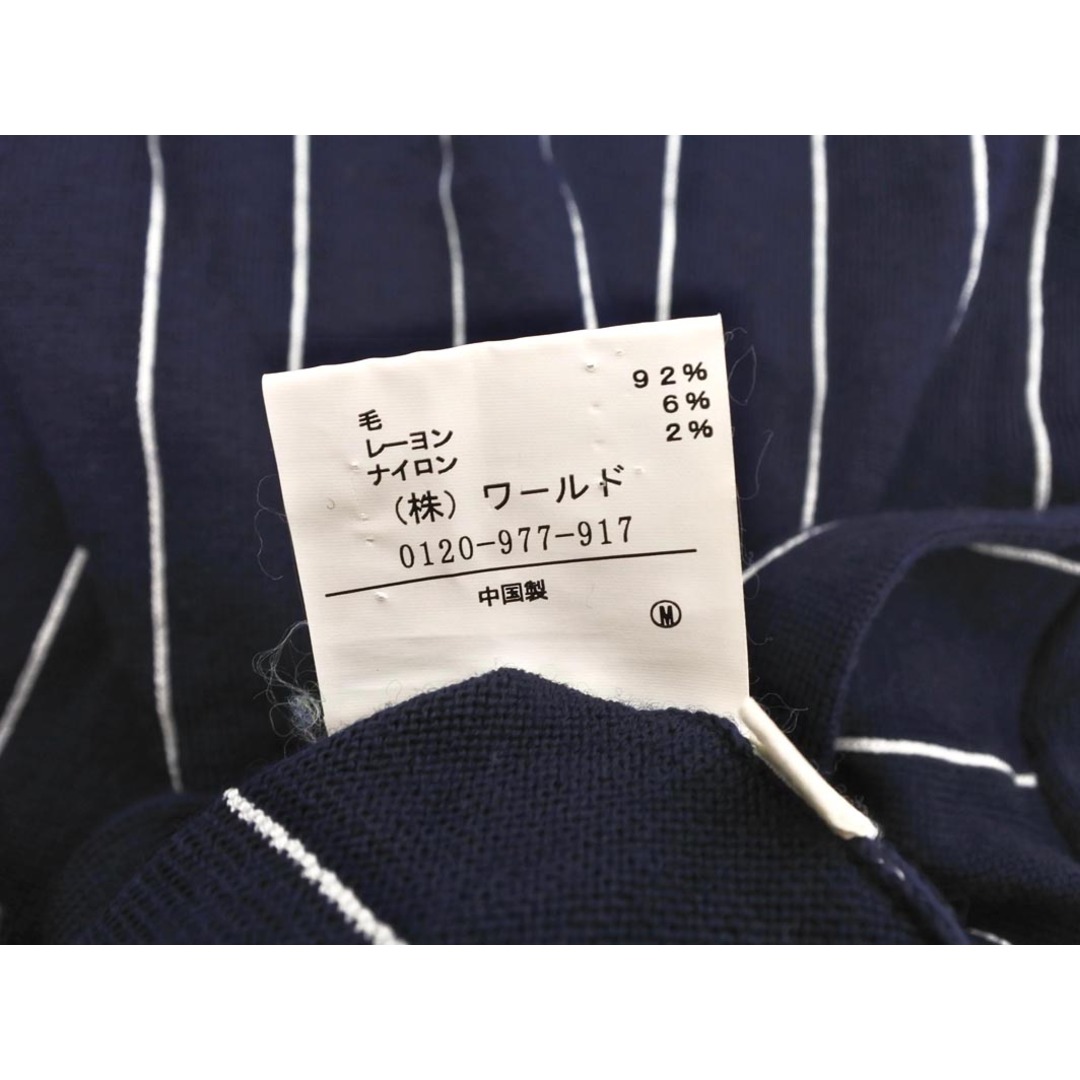 毛 92%
レーヨン 6%
ナイロン 2%
（株）ワールド
0120-977-917
中国製
Ⓜ